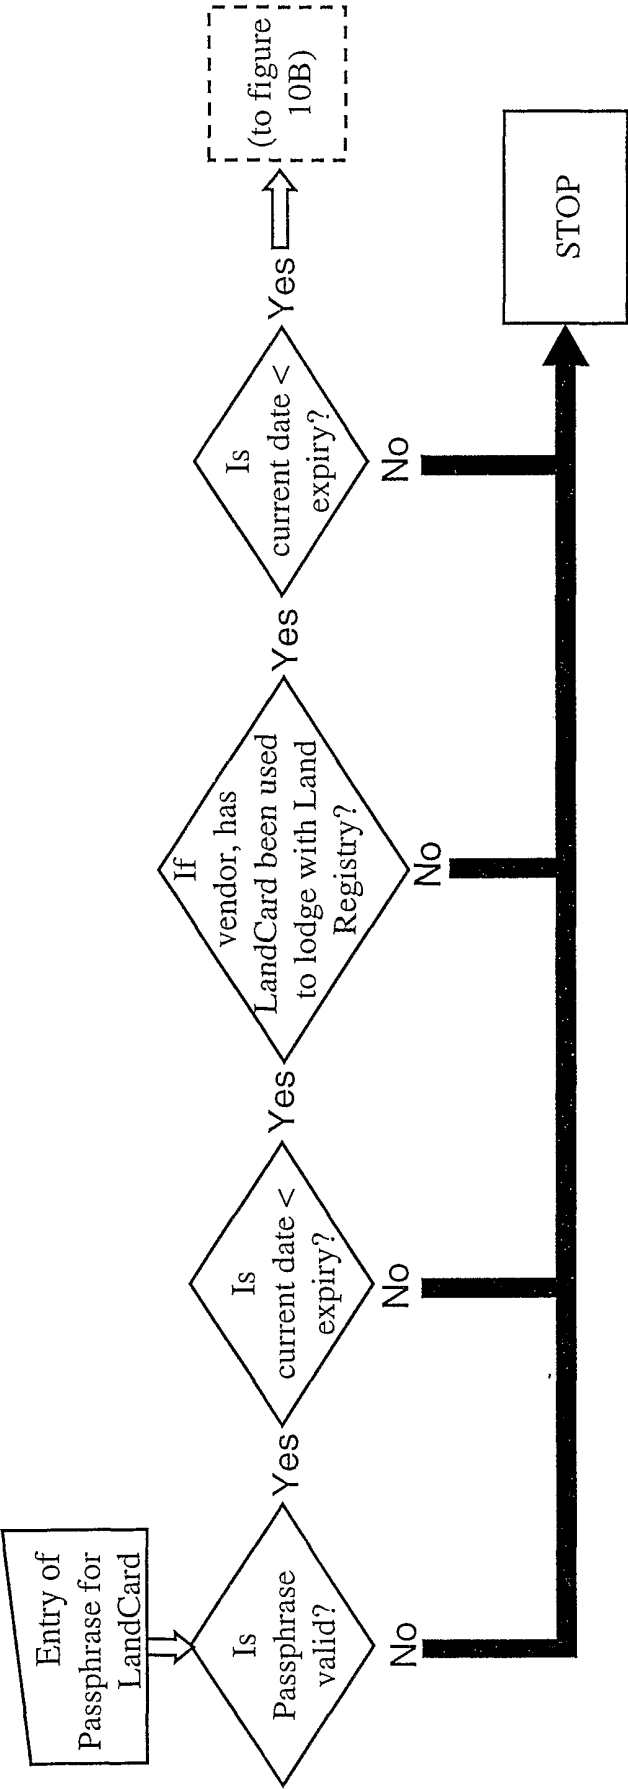 Entry of
Passphrase for
LandCard
Is
Passphrase
valid?
No
Yes
Is
current date <
expiry?
No
Yes
If
vendor, has
LandCard been used
to lodge with Land
Registry?
No
Yes
Is
current date <
expiry?
No
Yes
(to figure
10B)
STOP